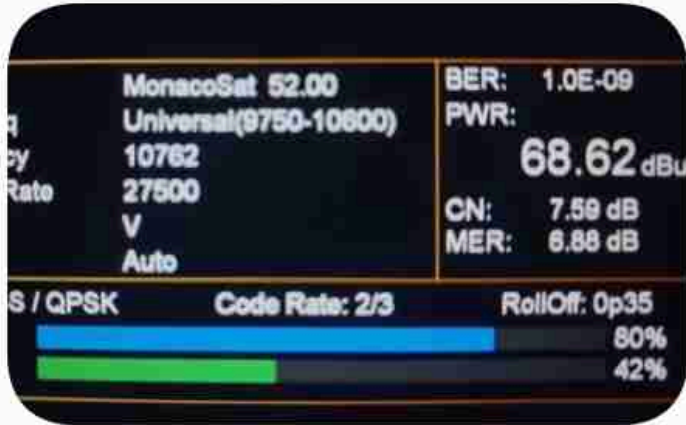 MonacoSat 52.00
q Universal(9750-10600)
cy 10762
Rate 27500
V
Auto
BER: 1.0E-09
PWR:
68.62 dBu
CN: 7.59 dB
MER: 6.88 dB
S / QPSK Code Rate: 2/3 RollOff: 0p35
80%
42%